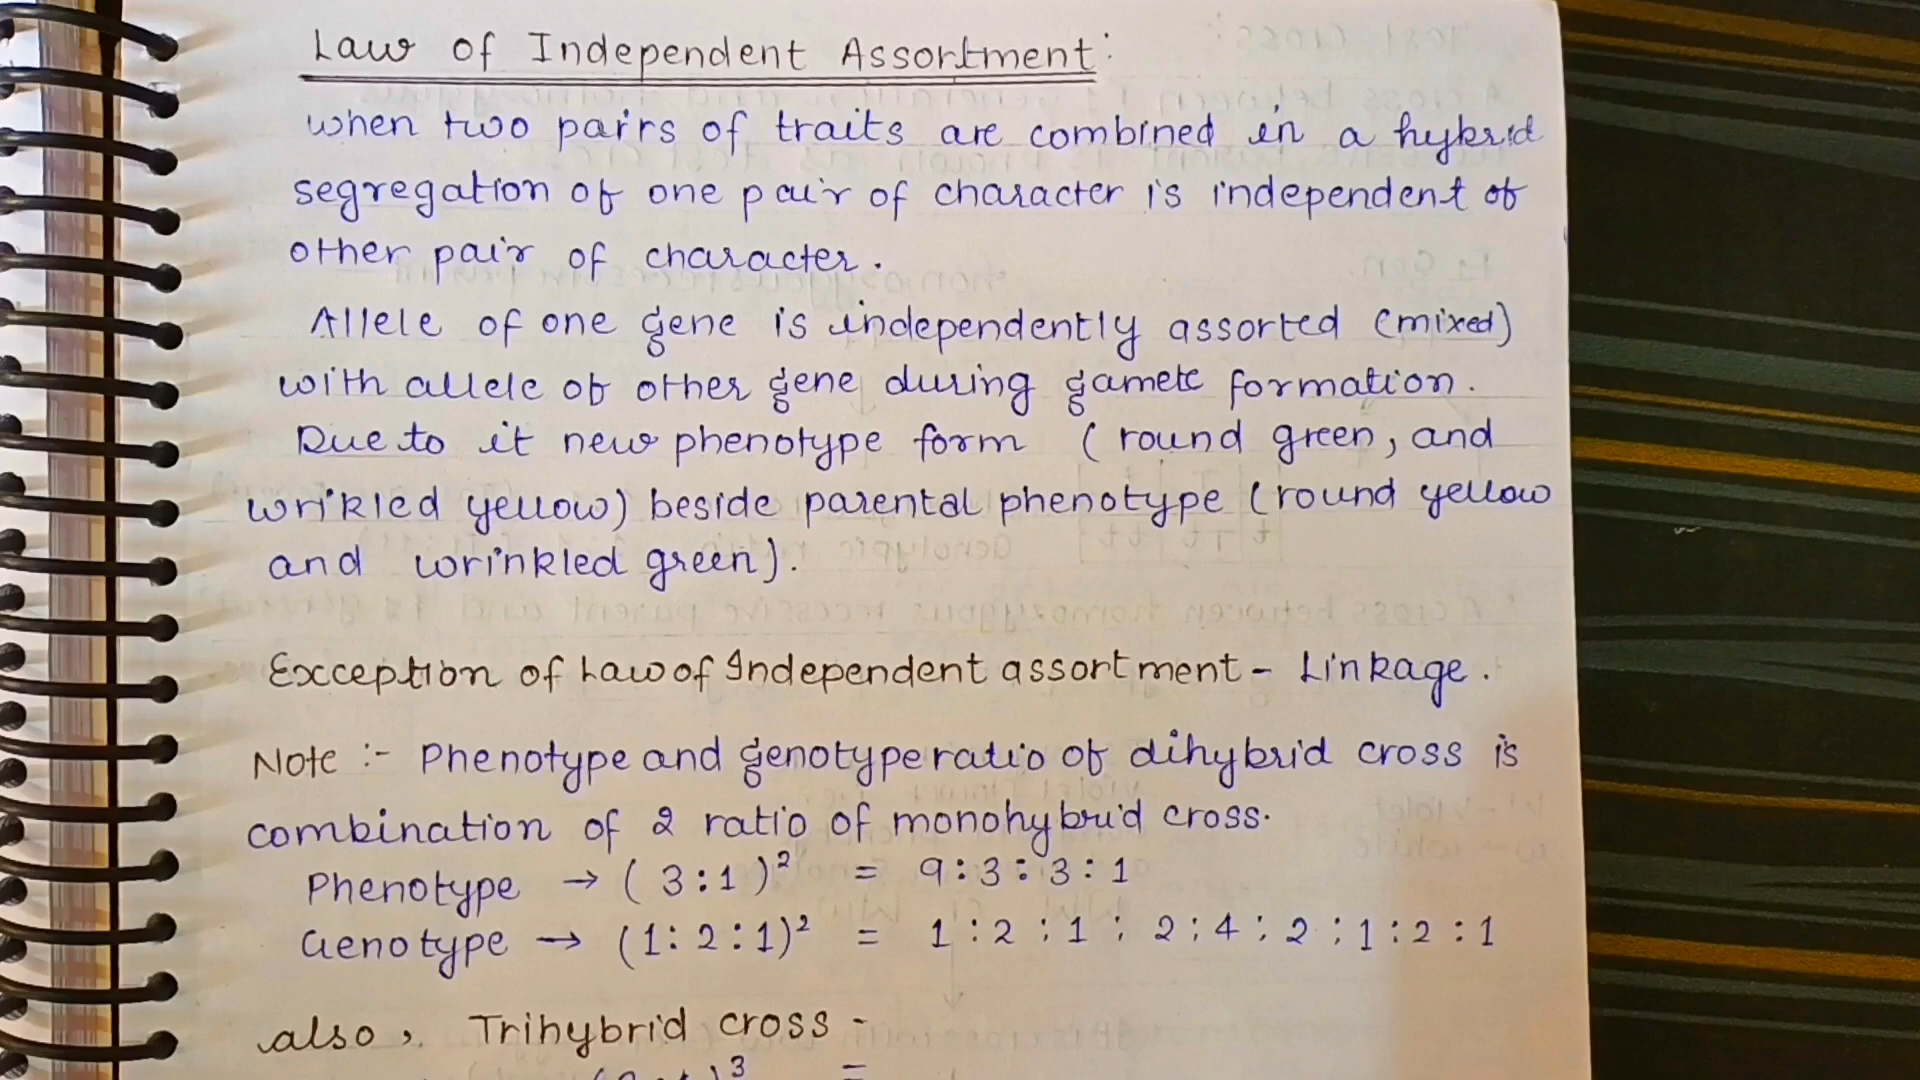 Law of Independent Assortment:
when two pairs of traits are combined in a hybrid
segregation of one pair of character is independent of
other pair of character.
Allele of one gene is independently assorted (mixed)
with allele of other gene during gamete formation.
Due to it new phenotype form (round green, and
wrikled yellow) beside parental phenotype (round yellow
and wrinkled green).
Exception of Law of Independent assortment - Linkage.
Note :- Phenotype and genotype ratio of dihybrid cross is
combination of 2 ratio of monohybrid cross.
Phenotype → (3:1)² = 9:3:3:1
Genotype → (1:2:1)² = 1:2:1:2:4:2:1:2:1
also, Trihybrid cross -